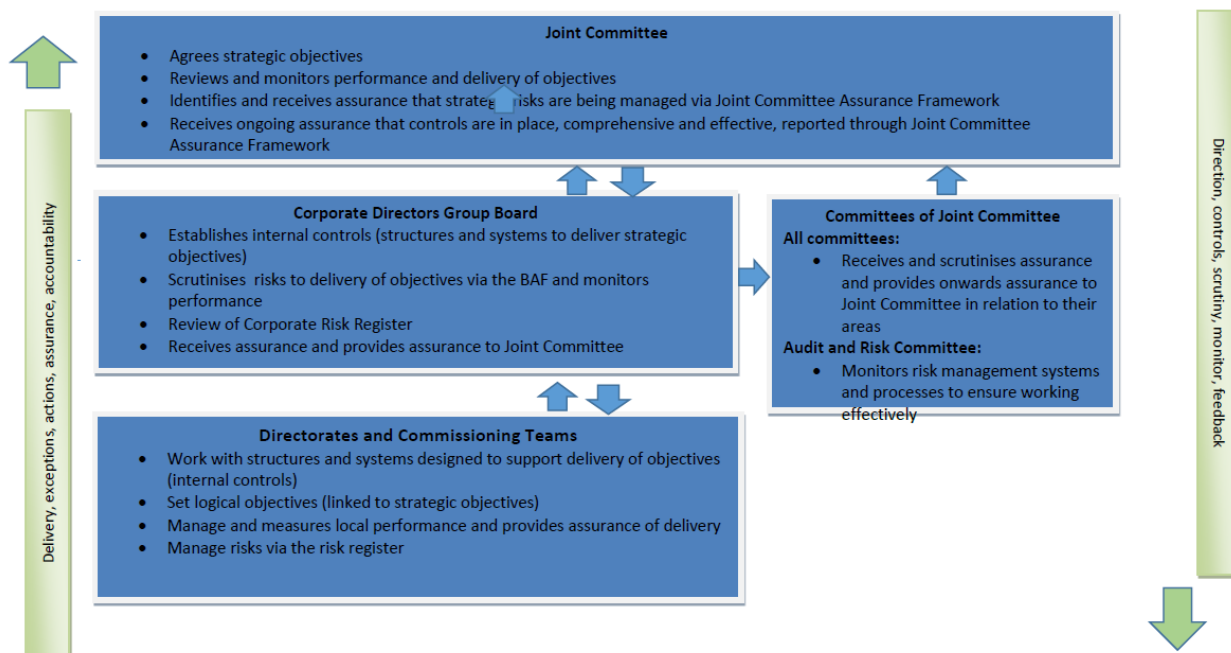 Joint Committee
• Agrees strategic objectives
• Reviews and monitors performance and delivery of objectives
• Identifies and receives assurance that strategic risks are being managed via Joint Committee Assurance Framework
• Receives ongoing assurance that controls are in place, comprehensive and effective, reported through Joint Committee
Assurance Framework
Delivery, exceptions, actions, assurance, accountability
Corporate Directors Group Board
• Establishes internal controls (structures and systems to deliver strategic
objectives)
• Scrutinises risks to delivery of objectives via the BAF and monitors
performance
• Review of Corporate Risk Register
• Receives assurance and provides assurance to Joint Committee
Committees of Joint Committee
All committees:
• Receives and scrutinises assurance
and provides onwards assurance to
Joint Committee in relation to their
areas
Audit and Risk Committee:
• Monitors risk management systems
and processes to ensure working
effectively
Directorates and Commissioning Teams
• Work with structures and systems designed to support delivery of objectives
(internal controls)
• Set logical objectives (linked to strategic objectives)
• Manage and measures local performance and provides assurance of delivery
• Manage risks via the risk register
Direction, controls, scrutiny, monitor, feedback